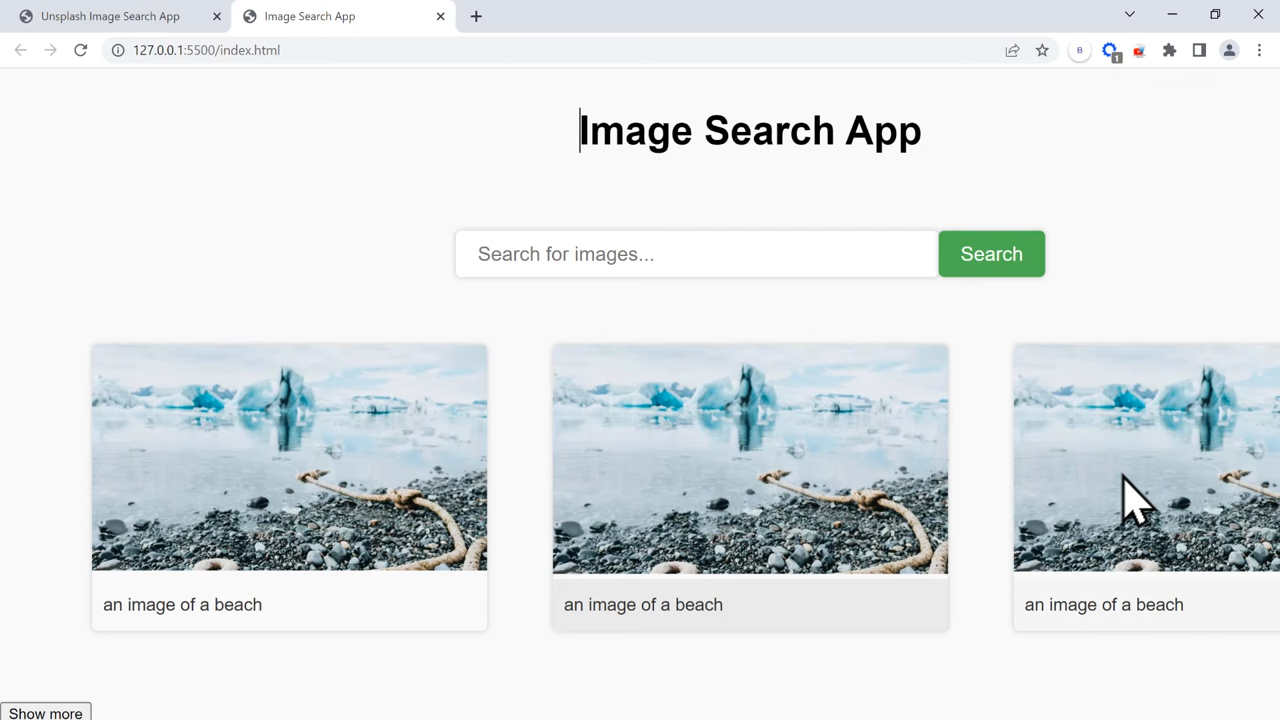 Unsplash Image Search App
Image Search App
127.0.0.1:5500/index.html
B
1
Image Search App
Search for images...
Search
an image of a beach
an image of a beach
an image of a beach
Show more